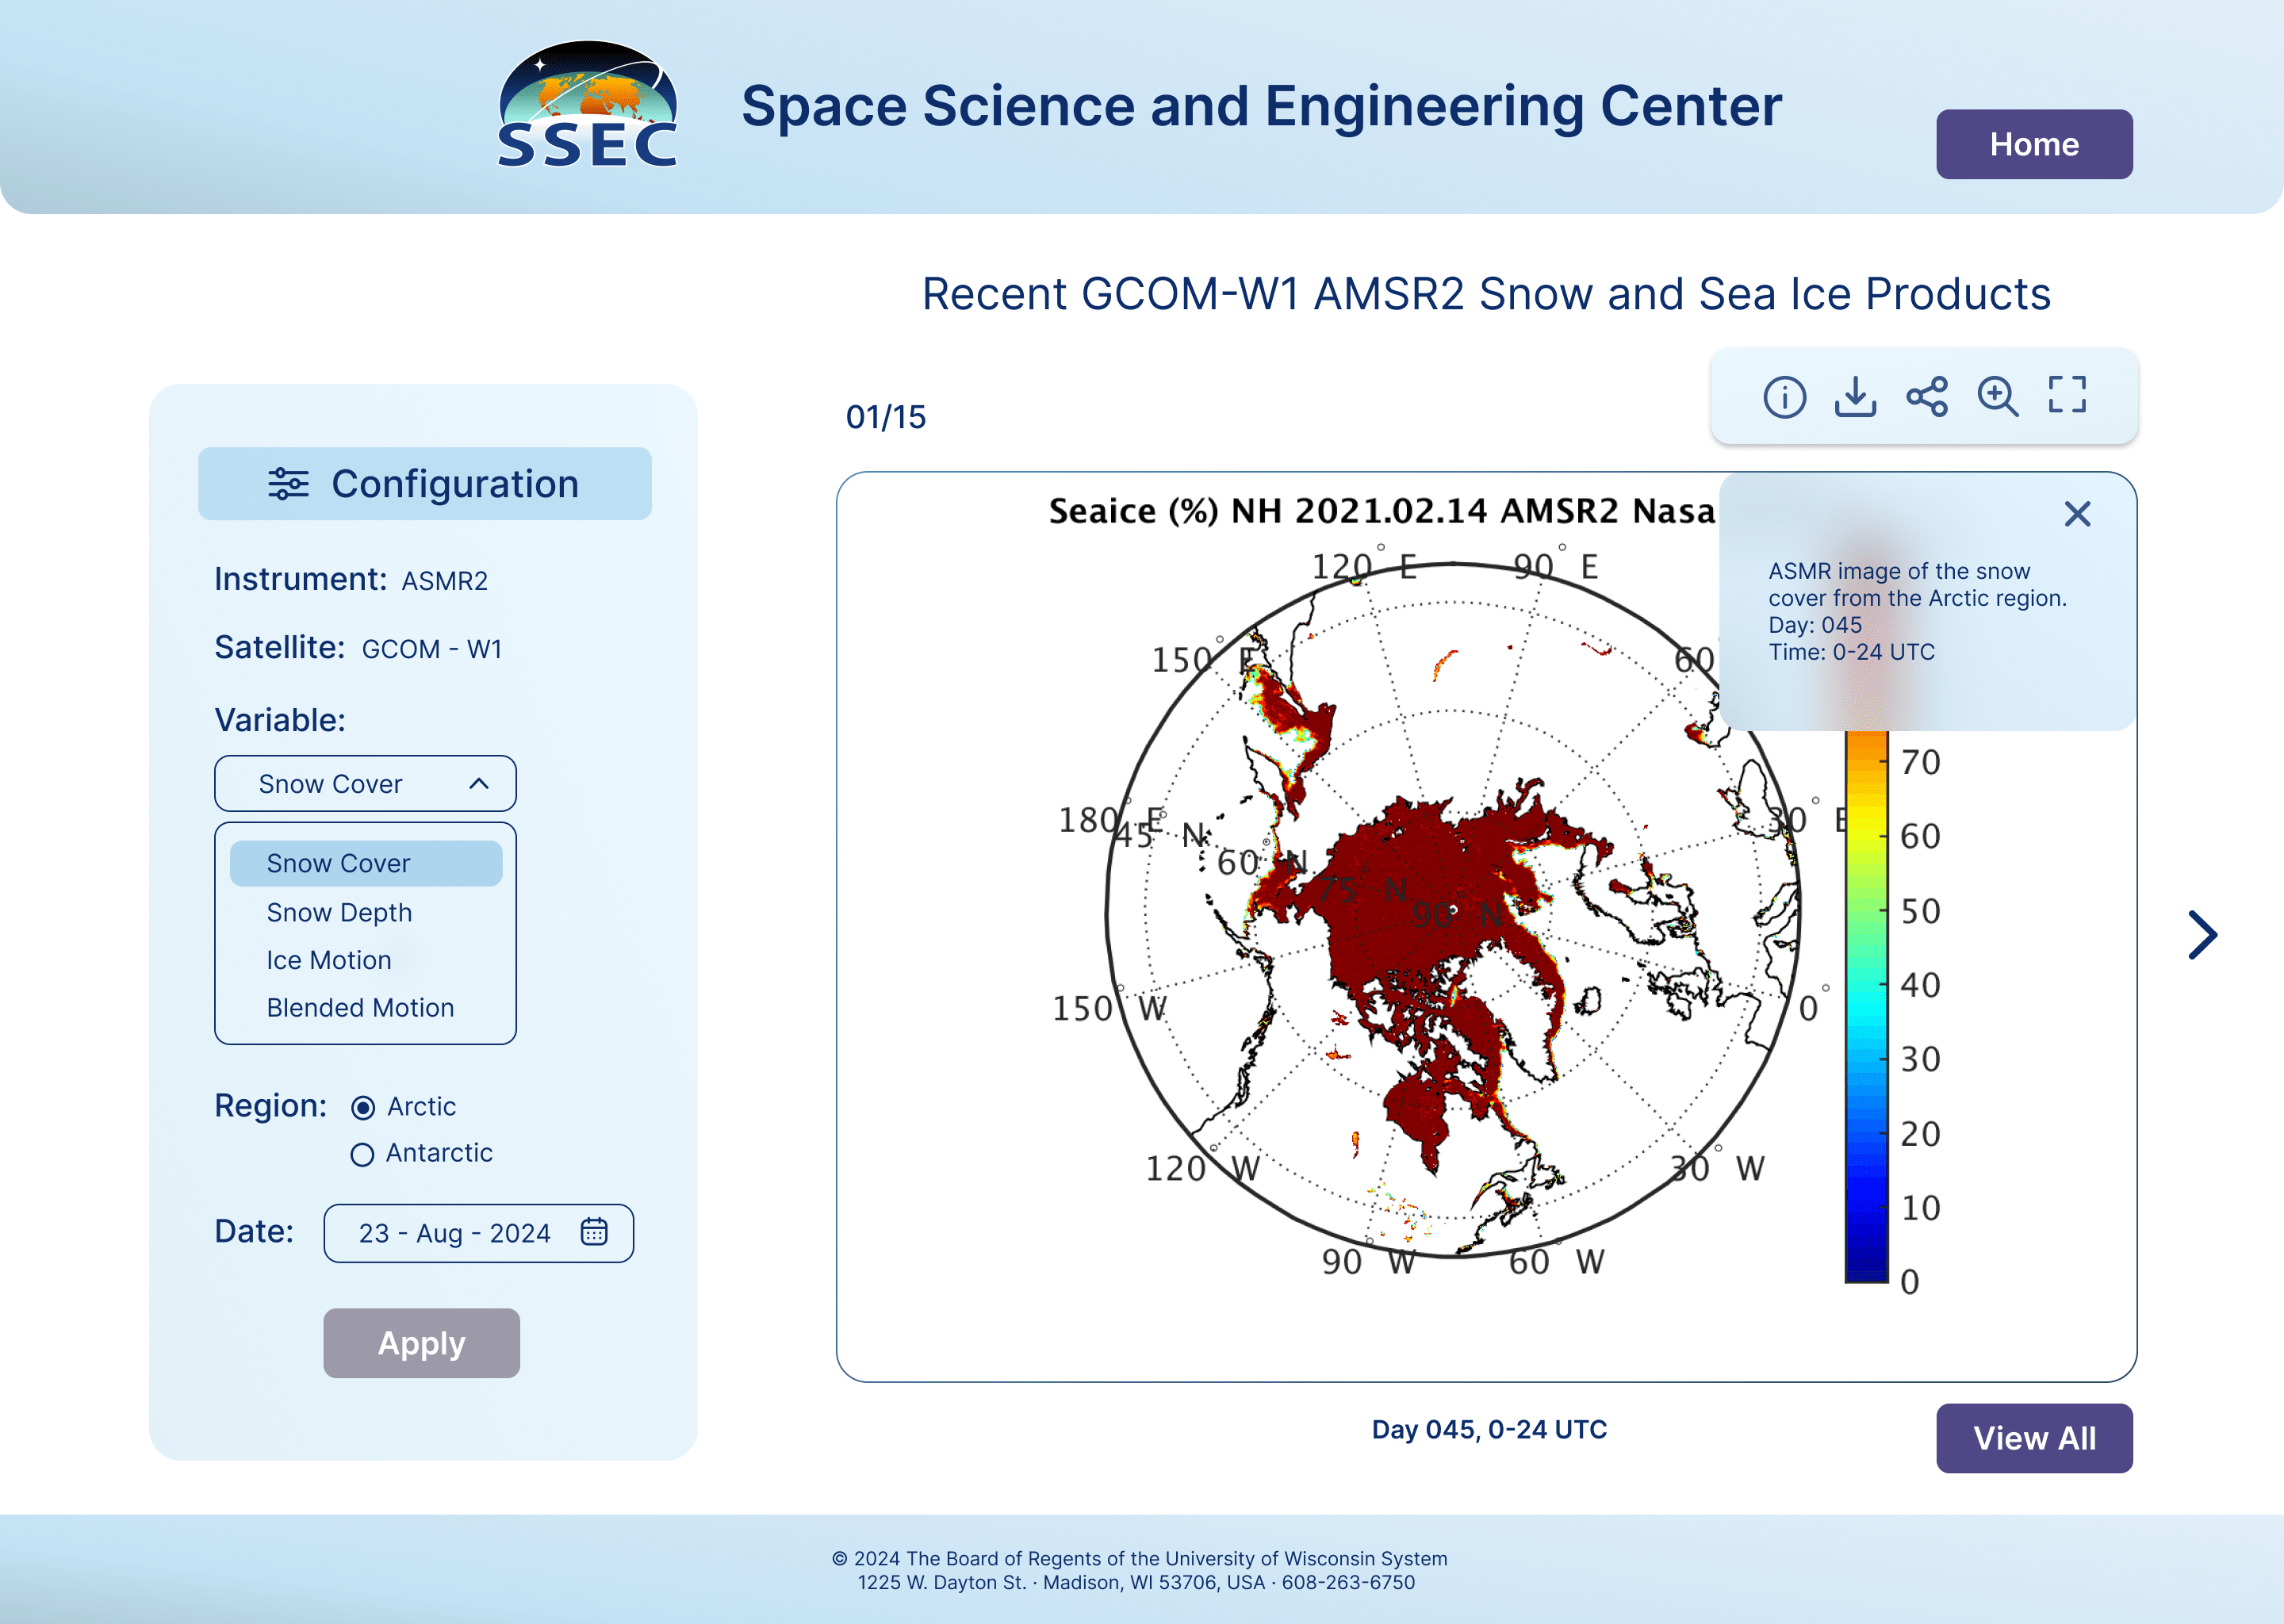 SSEC
Space Science and Engineering Center
Home
Recent GCOM-W1 AMSR2 Snow and Sea Ice Products
01/15
Configuration
Instrument: ASMR2
Satellite: GCOM - W1
Variable:
Snow Cover
Snow Cover
Snow Depth
Ice Motion
Blended Motion
Region: Arctic
Antarctic
Date: 23 - Aug - 2024
Apply
Seaice (%) NH 2021.02.14 AMSR2 Nasa
ASMR image of the snow
cover from the Arctic region.
Day: 045
Time: 0-24 UTC
120° E
90° E
150° E
60
180° E
30° E
45° N
60° N
75° N
90° N
150° W
0°
120° W
30° W
90° W
60° W
70
60
50
40
30
20
10
0
Day 045, 0-24 UTC
View All
© 2024 The Board of Regents of the University of Wisconsin System
1225 W. Dayton St. · Madison, WI 53706, USA · 608-263-6750